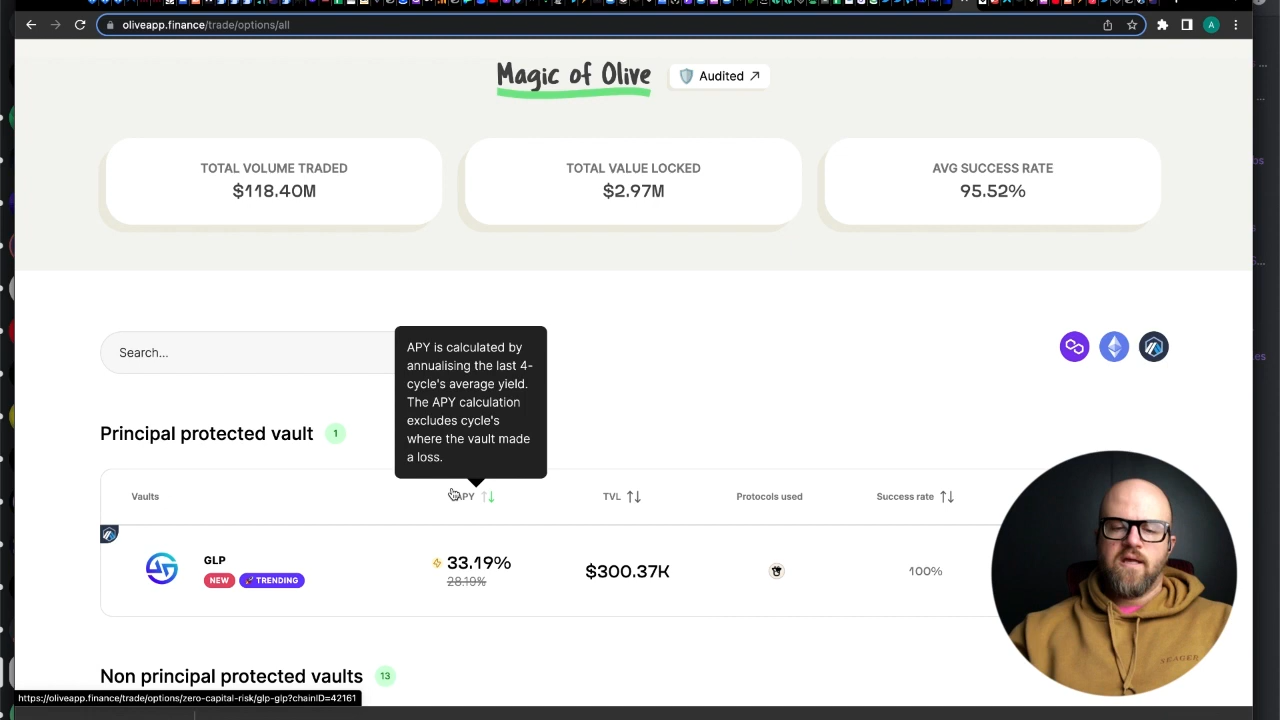 oliveapp.finance/trade/options/all
A
Magic of Olive
Audited
TOTAL VOLUME TRADED
$118.40M
TOTAL VALUE LOCKED
$2.97M
AVG SUCCESS RATE
95.52%
Search...
APY is calculated by
annualising the last 4-
cycle's average yield.
The APY calculation
excludes cycle's
where the vault made
a loss.
Principal protected vault 1
Vaults
APY
TVL
Protocols used
Success rate
GLP
NEW
TRENDING
33.19%
28.19%
$300.37K
100%
Non principal protected vaults 13
https://oliveapp.finance/trade/options/zero-capital-risk/glp-glp?chainID=42161